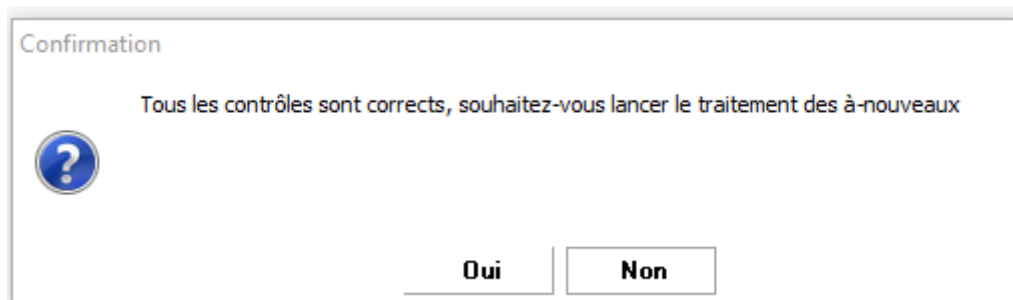 Confirmation
Tous les contrôles sont corrects, souhaitez-vous lancer le traitement des à-nouveaux
?
Oui Non